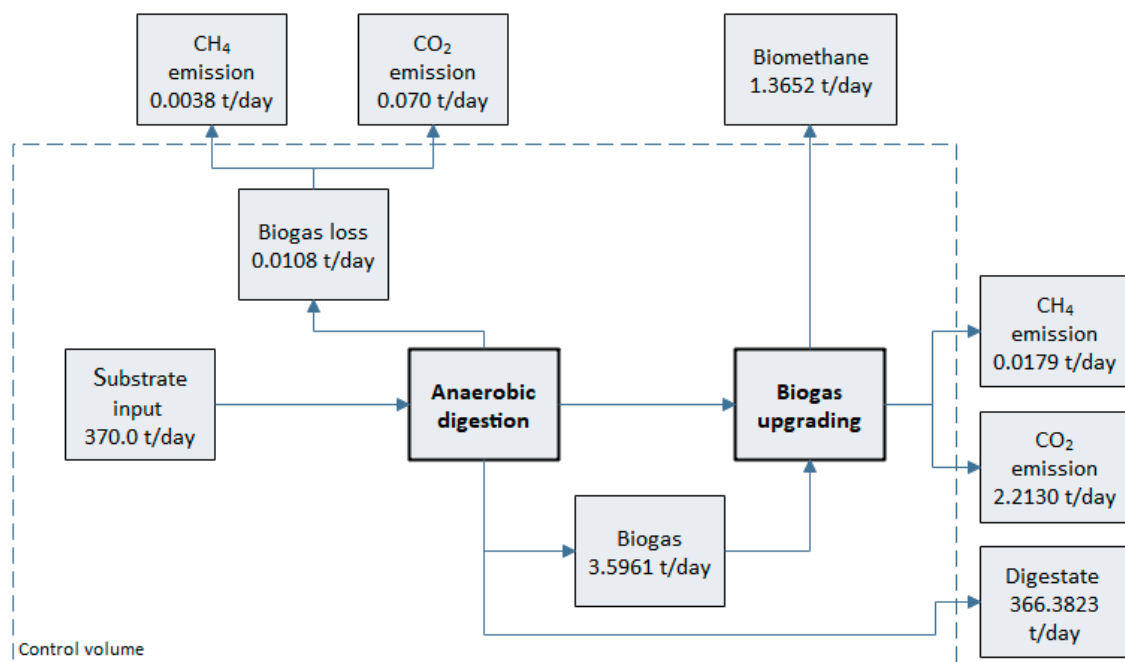 CH₄
emission
0.0038 t/day
CO₂
emission
0.070 t/day
Biomethane
1.3652 t/day
Biogas loss
0.0108 t/day
CH₄
emission
0.0179 t/day
Substrate
input
370.0 t/day
Anaerobic
digestion
Biogas
upgrading
CO₂
emission
2.2130 t/day
Biogas
3.5961 t/day
Digestate
366.3823
t/day
Control volume